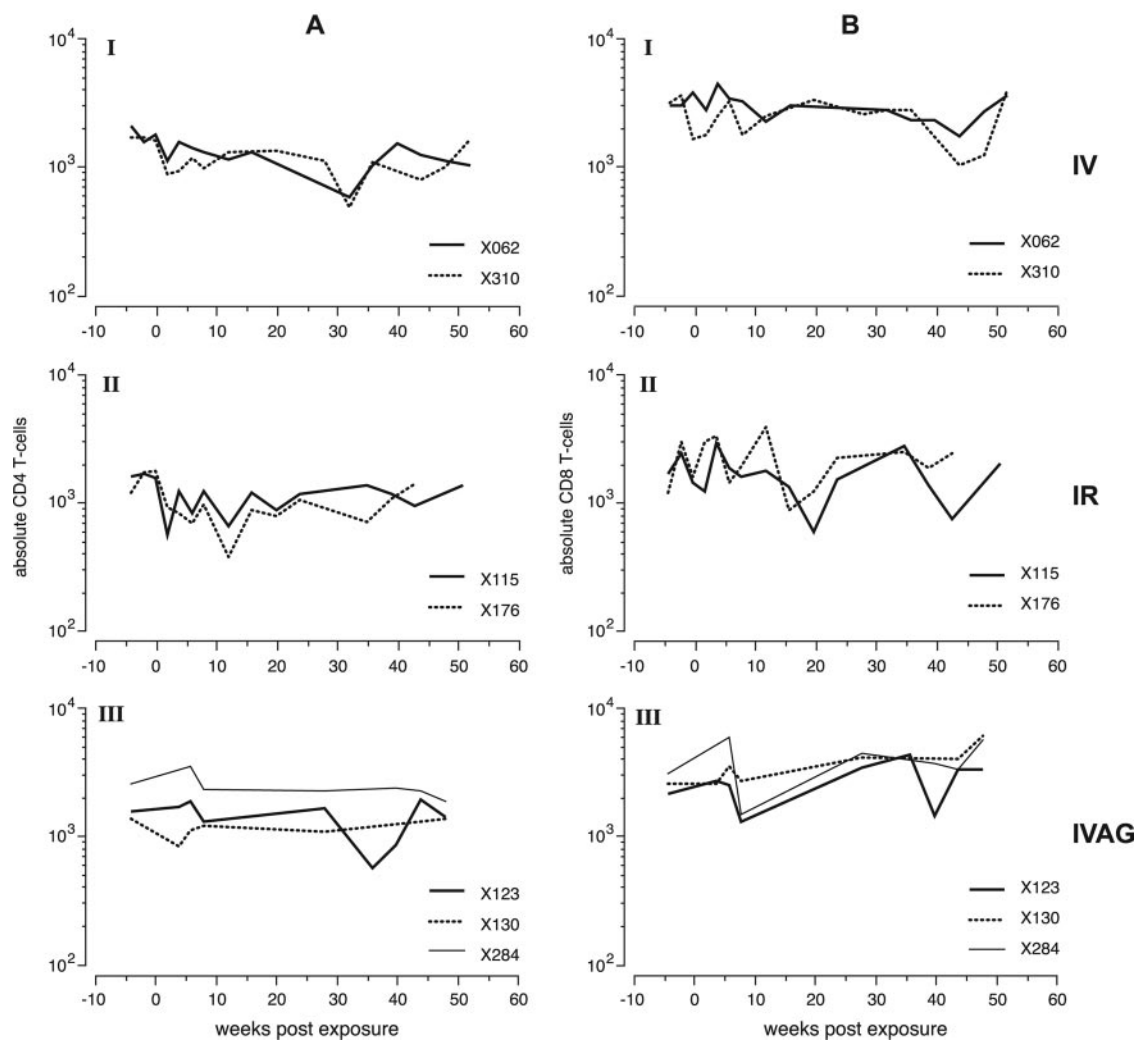 A
B
I
10⁴
10³
10²
X062
X310
-10 0 10 20 30 40 50 60
I
10⁴
10³
10²
X062
X310
-10 0 10 20 30 40 50 60
IV
II
10⁴
10³
10²
absolute CD4 T-cells
X115
X176
-10 0 10 20 30 40 50 60
II
10⁴
10³
10²
absolute CD8 T-cells
X115
X176
-10 0 10 20 30 40 50 60
IR
III
10⁴
10³
10²
X123
X130
X284
-10 0 10 20 30 40 50 60
weeks post exposure
III
10⁴
10³
10²
X123
X130
X284
-10 0 10 20 30 40 50 60
weeks post exposure
IVAG